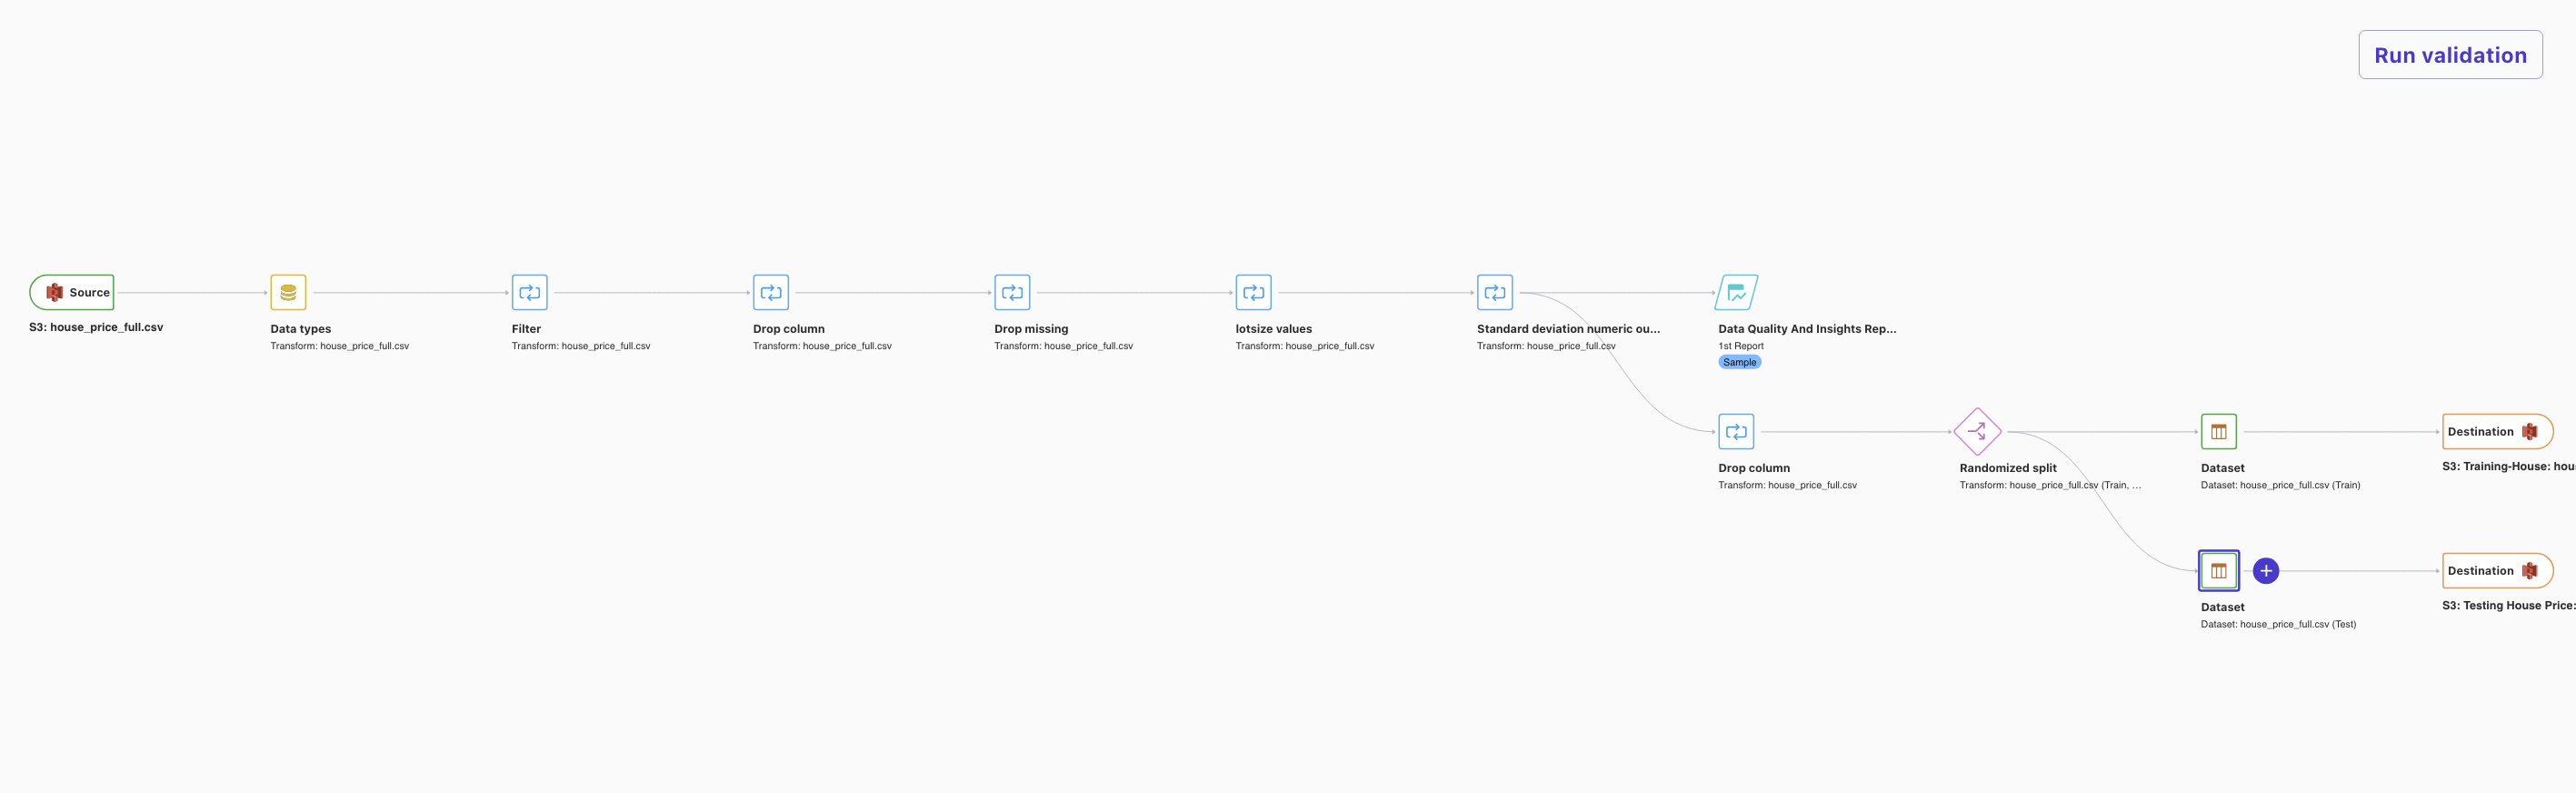 Run validation
Source
S3: house_price_full.csv
Data types
Transform: house_price_full.csv
Filter
Transform: house_price_full.csv
Drop column
Transform: house_price_full.csv
Drop missing
Transform: house_price_full.csv
lotsize values
Transform: house_price_full.csv
Standard deviation numeric ou...
Transform: house_price_full.csv
Data Quality And Insights Rep...
1st Report
Sample
Drop column
Transform: house_price_full.csv
Randomized split
Transform: house_price_full.csv (Train, ...
Dataset
Dataset: house_price_full.csv (Train)
Destination
S3: Training-House: hou
Dataset
Dataset: house_price_full.csv (Test)
Destination
S3: Testing House Price: